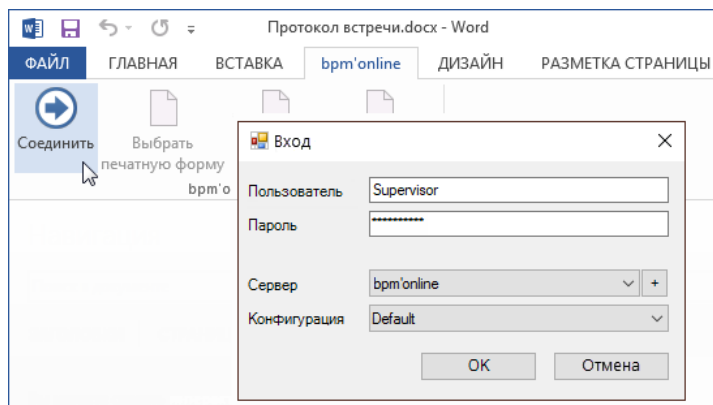 Протокол встречи.docx - Word
ФАЙЛ ГЛАВНАЯ ВСТАВКА bpm'online ДИЗАЙН РАЗМЕТКА СТРАНИЦЫ
Соединить
Выбрать
печатную форму
bpm'o
Вход
Пользователь Supervisor
Пароль **********
Сервер bpm'online +
Конфигурация Default
OK Отмена